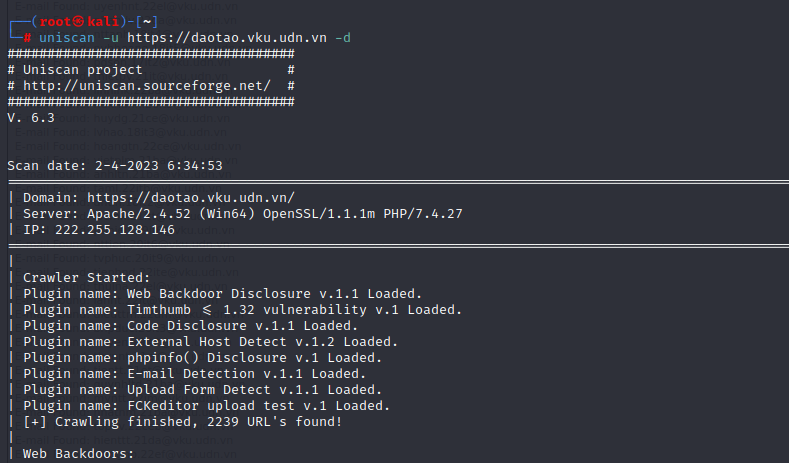 ┌──(root㉿kali)-[~]
└─# uniscan -u https://daotao.vku.udn.vn -d
####################################
# Uniscan project                  #
# http://uniscan.sourceforge.net/  #
####################################
V. 6.3
Scan date: 2-4-2023 6:34:53
===================================================================================================
| Domain: https://daotao.vku.udn.vn/
| Server: Apache/2.4.52 (Win64) OpenSSL/1.1.1m PHP/7.4.27
| IP: 222.255.128.146
===================================================================================================
|
| Crawler Started:
| Plugin name: Web Backdoor Disclosure v.1.1 Loaded.
| Plugin name: Timthumb <= 1.32 vulnerability v.1 Loaded.
| Plugin name: Code Disclosure v.1.1 Loaded.
| Plugin name: External Host Detect v.1.2 Loaded.
| Plugin name: phpinfo() Disclosure v.1 Loaded.
| Plugin name: E-mail Detection v.1.1 Loaded.
| Plugin name: Upload Form Detect v.1.1 Loaded.
| Plugin name: FCKeditor upload test v.1 Loaded.
| [+] Crawling finished, 2239 URL's found!
|
| Web Backdoors: